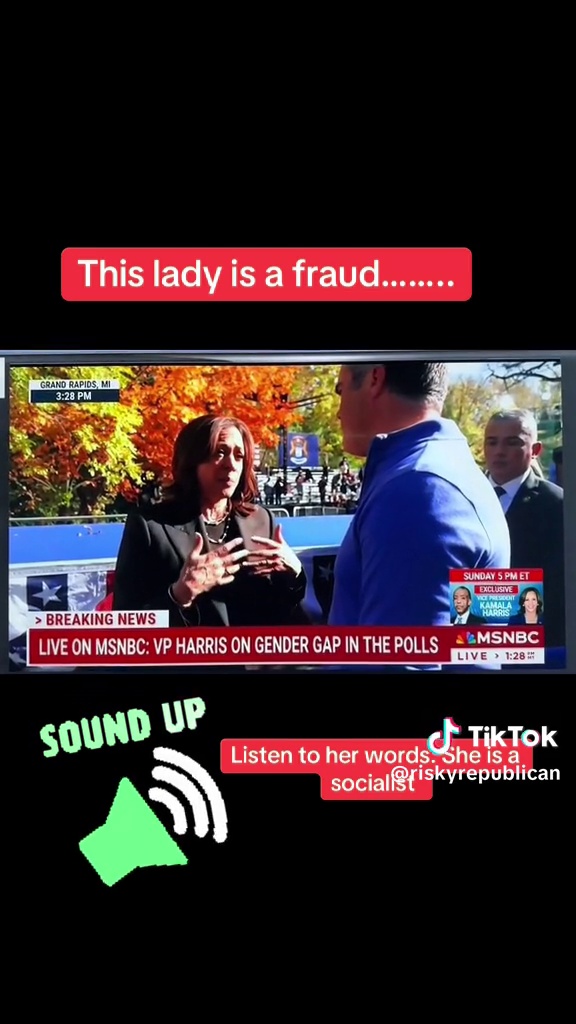 This lady is a fraud........
GRAND RAPIDS, MI
3:28 PM
SUNDAY 5 PM ET
EXCLUSIVE
VICE PRESIDENT
KAMALA
HARRIS
> BREAKING NEWS
LIVE ON MSNBC: VP HARRIS ON GENDER GAP IN THE POLLS
MSNBC
LIVE > 1:28
SOUND UP
TikTok
Listen to her words. She is a
socialist
@riskyrepublican